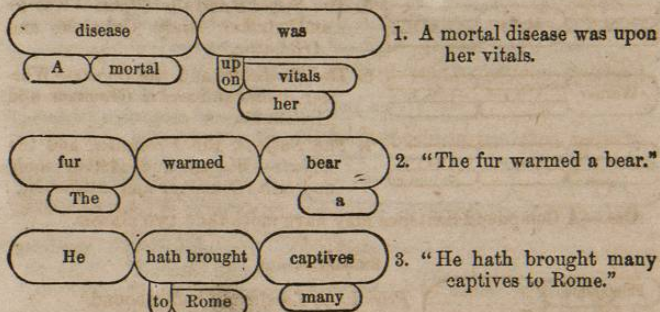 disease was
A mortal up
on vitals
her
1. A mortal disease was upon
her vitals.
fur warmed bear
The a
2. "The fur warmed a bear."
He hath brought captives
to Rome many
3. "He hath brought many
captives to Rome."